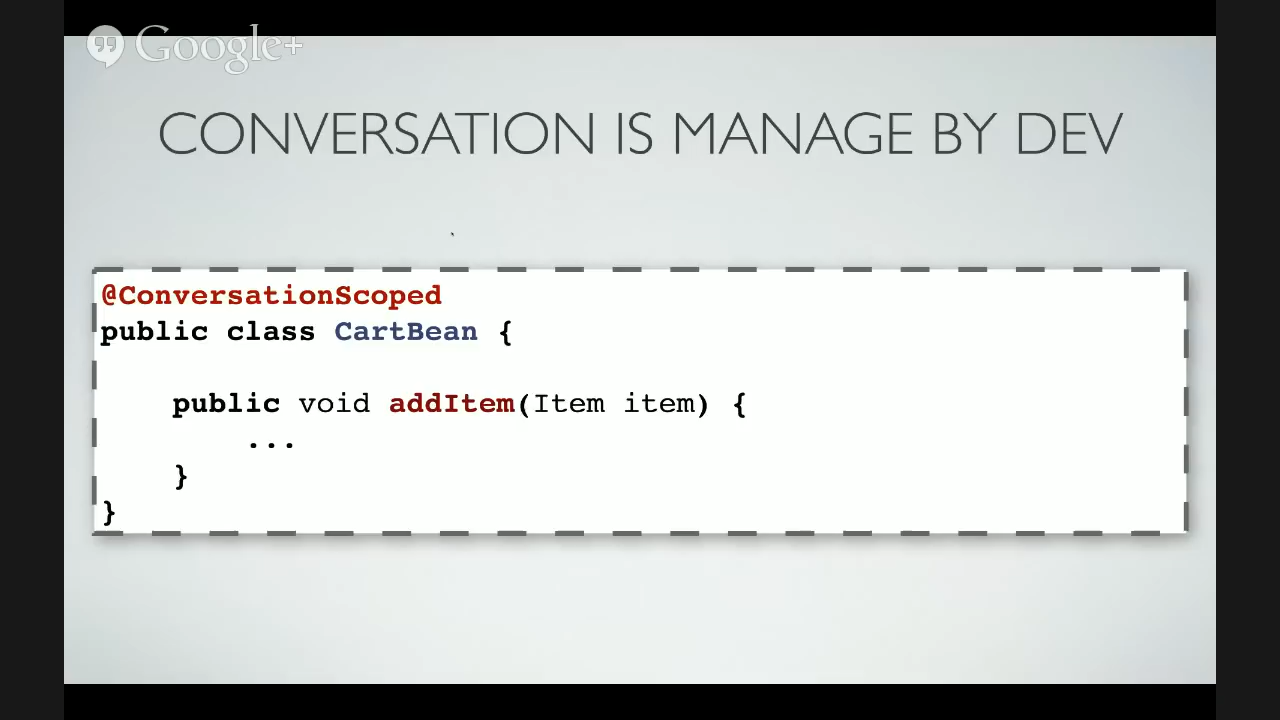 Google+
CONVERSATION IS MANAGE BY DEV
@ConversationScoped
public class CartBean {
public void addItem(Item item) {
...
}
}